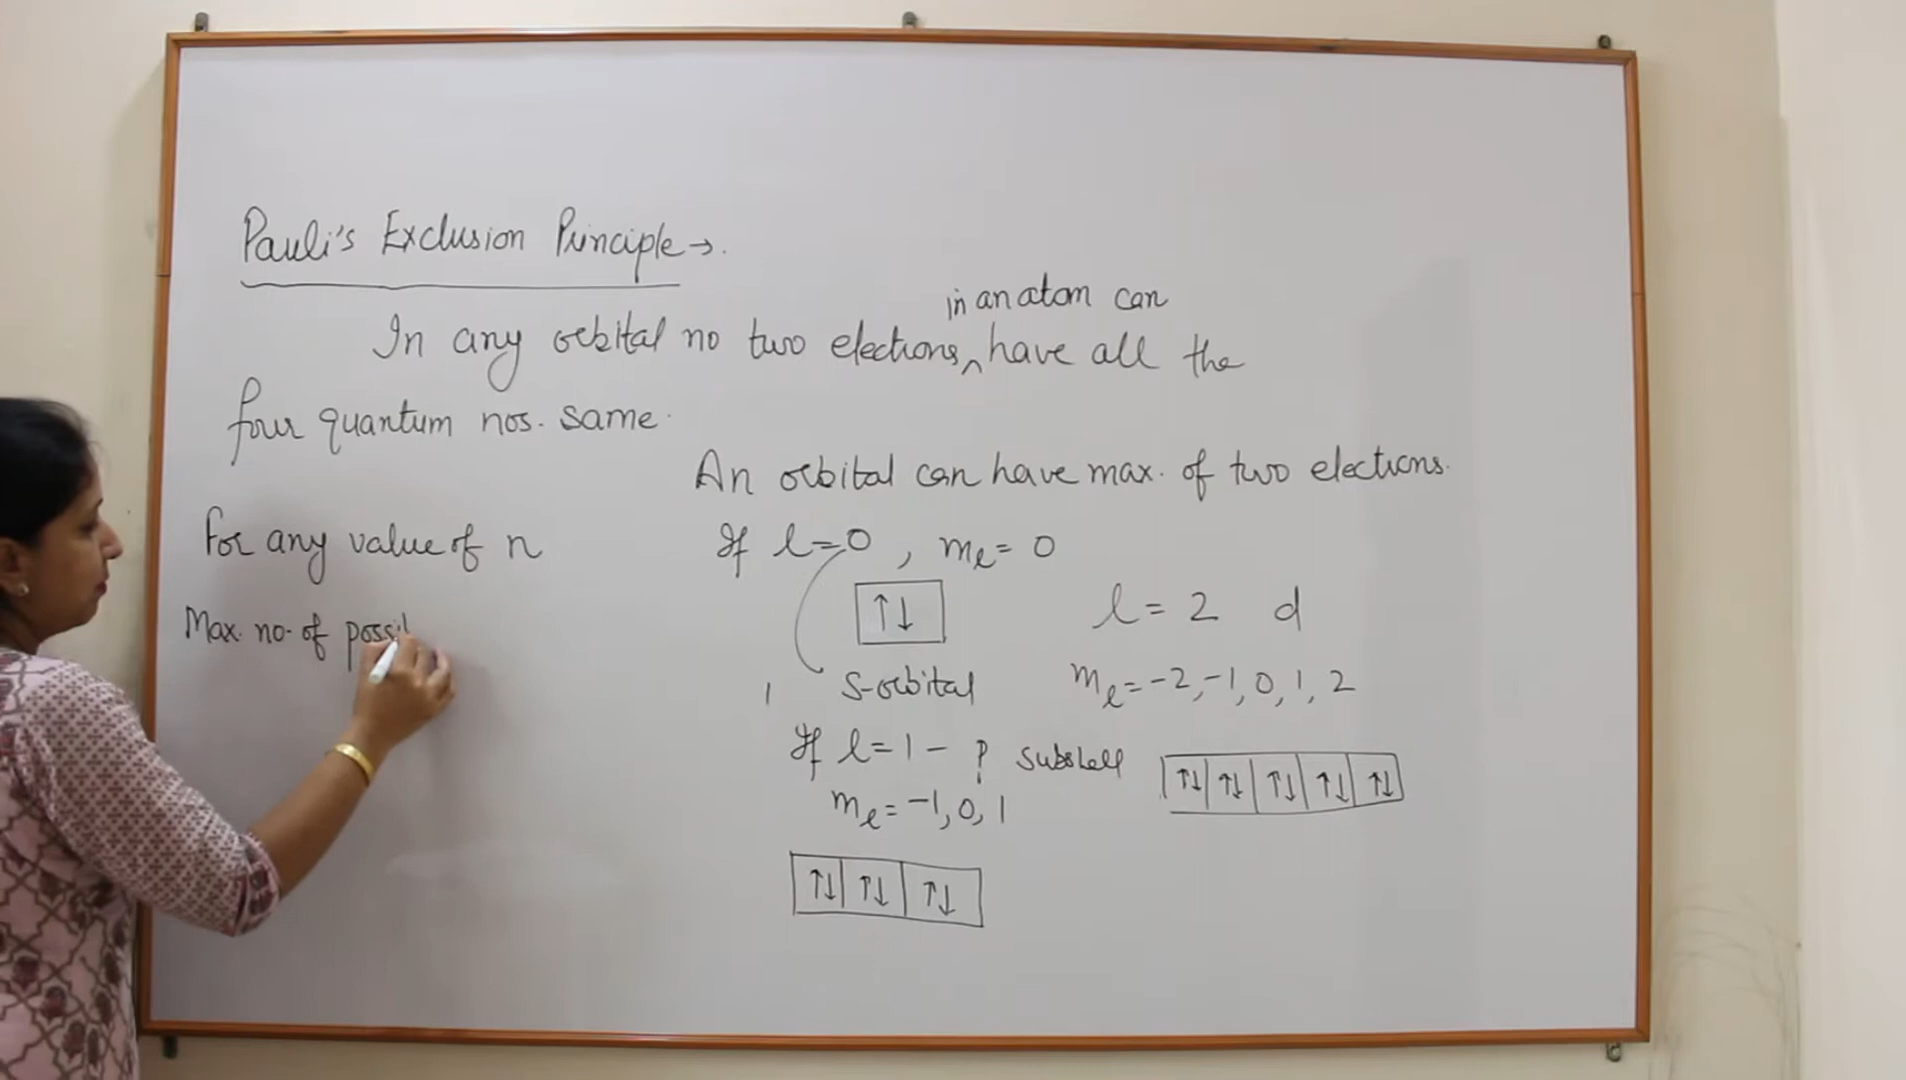 Pauli's Exclusion Principle→.
in an atom can
In any orbital no two electrons ^ have all the
four quantum nos. same.
An orbital can have max. of two electrons.
For any value of n
Max. no. of possi
If l=0, mₗ= 0
↑↓
S-orbital
l = 2 d
mₗ= -2, -1, 0, 1, 2
↑↓ ↑↓ ↑↓ ↑↓ ↑↓
If l=1 - p subshell
mₗ= -1, 0, 1
↑↓ ↑↓ ↑↓